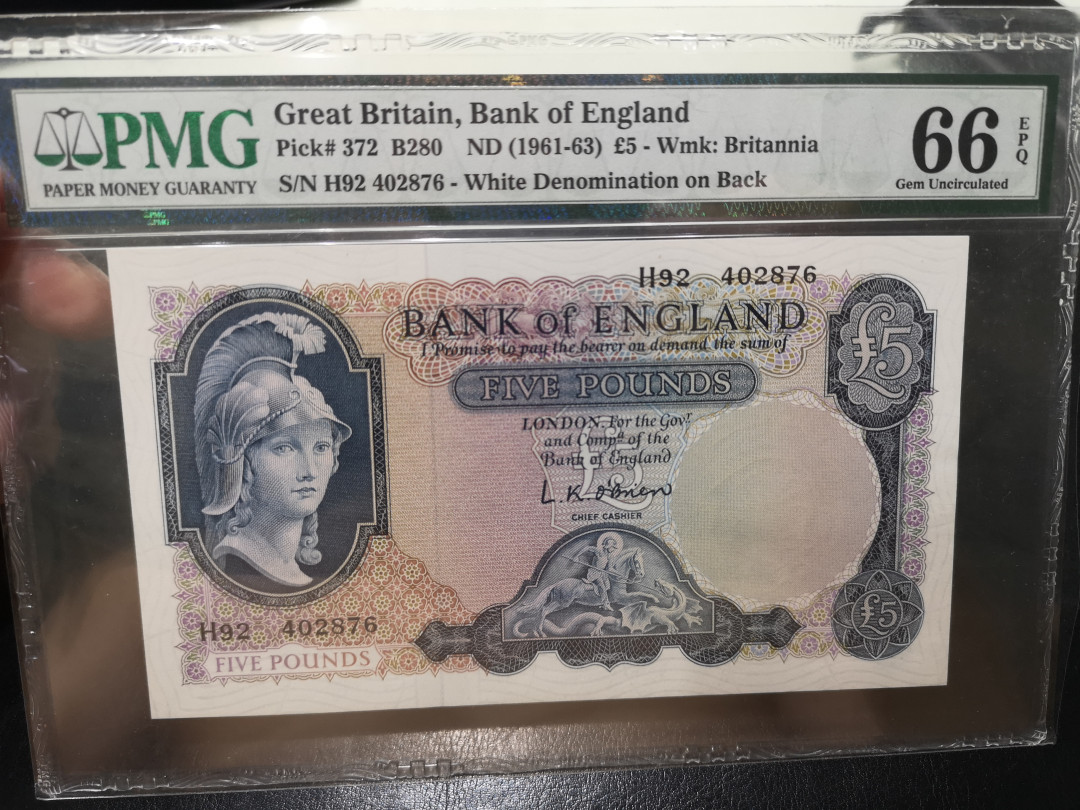 PMG
PAPER MONEY GUARANTY
Great Britain, Bank of England
Pick# 372 B280 ND (1961-63) £5 - Wmk: Britannia
S/N H92 402876 - White Denomination on Back
66
EPQ
Gem Uncirculated
PMG
PMG
H92 402876
BANK of ENGLAND
I Promise to pay the bearer on demand the sum of
FIVE POUNDS
£5
LONDON, For the Govʳ
and Compᵃ of the
Bank of England
£5
L.K.O'Brien
CHIEF CASHIER
H92 402876
£5
FIVE POUNDS